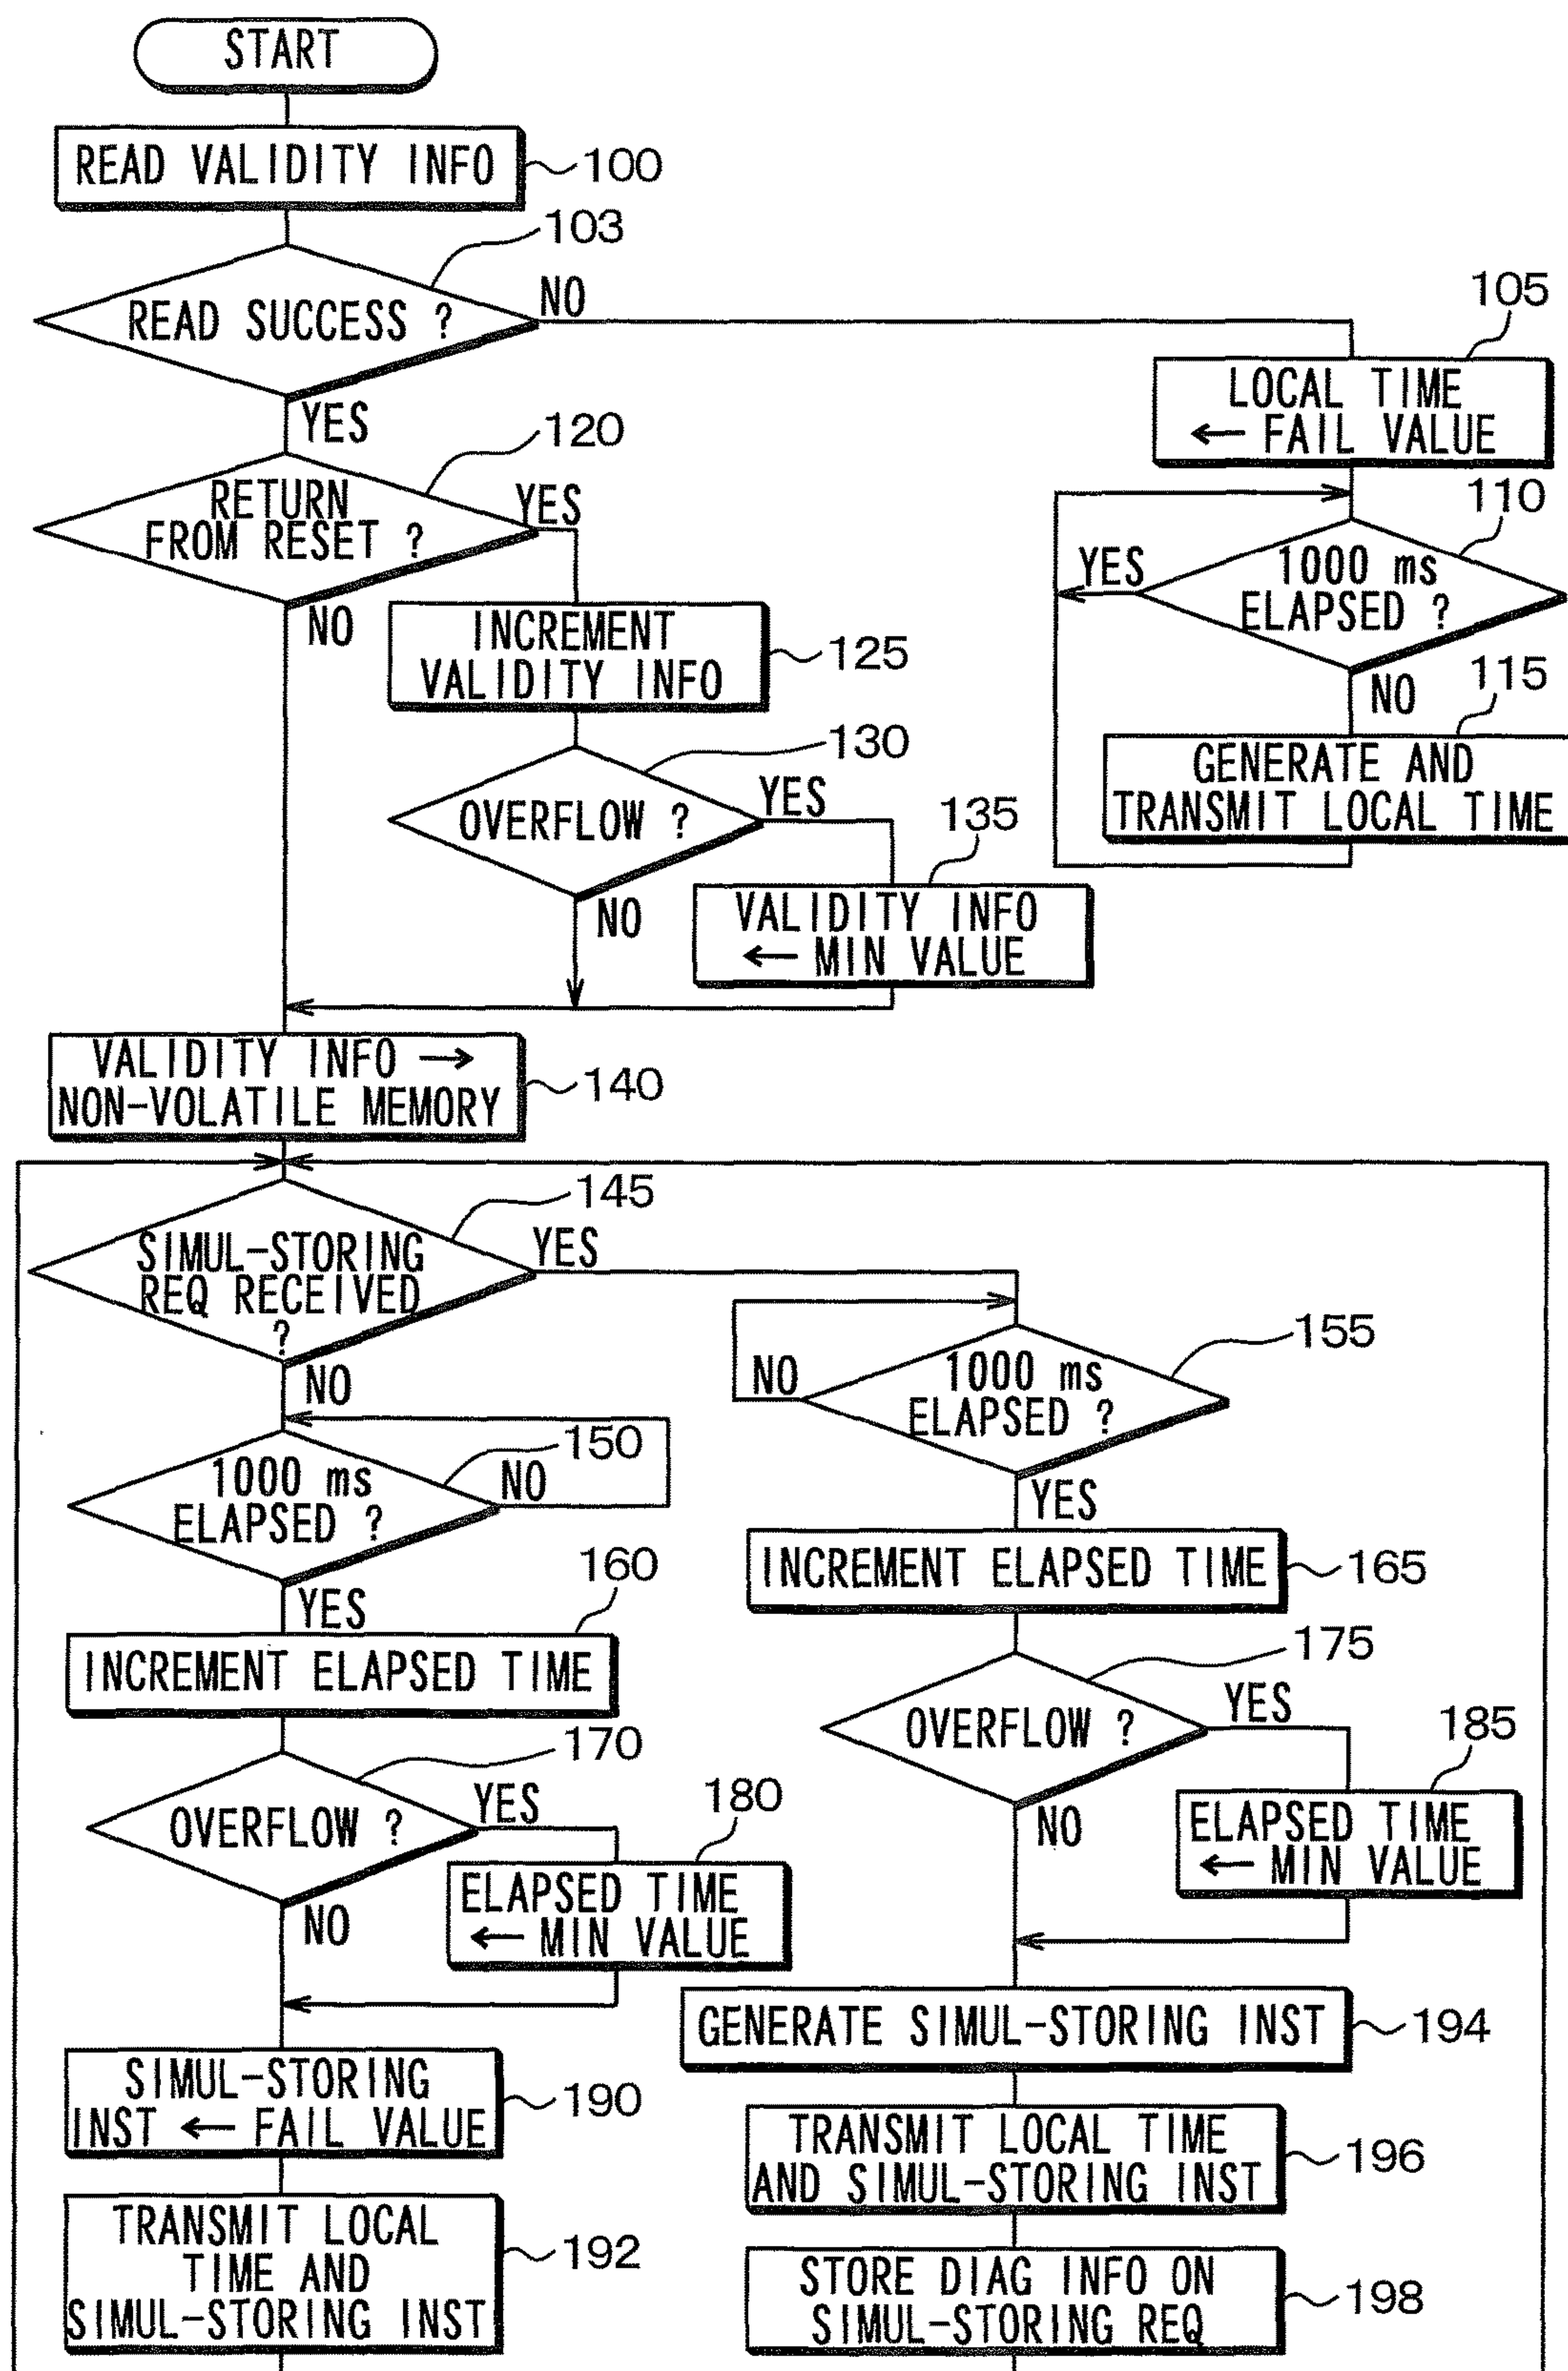 START
READ VALIDITY INFO
100
103
READ SUCCESS ?
NO
YES
105
LOCAL TIME
← FAIL VALUE
110
1000 ms
ELAPSED ?
YES
NO
115
GENERATE AND
TRANSMIT LOCAL TIME
120
RETURN
FROM RESET ?
YES
NO
INCREMENT
VALIDITY INFO
125
130
OVERFLOW ?
YES
NO
135
VALIDITY INFO
← MIN VALUE
VALIDITY INFO →
NON-VOLATILE MEMORY
140
145
SIMUL-STORING
REQ RECEIVED
?
YES
NO
150
1000 ms
ELAPSED ?
NO
YES
160
INCREMENT ELAPSED TIME
170
OVERFLOW ?
YES
NO
180
ELAPSED TIME
← MIN VALUE
SIMUL-STORING
INST ← FAIL VALUE
190
TRANSMIT LOCAL
TIME AND
SIMUL-STORING INST
192
155
1000 ms
ELAPSED ?
NO
YES
INCREMENT ELAPSED TIME
165
175
OVERFLOW ?
YES
NO
185
ELAPSED TIME
← MIN VALUE
GENERATE SIMUL-STORING INST
194
TRANSMIT LOCAL TIME
AND SIMUL-STORING INST
196
STORE DIAG INFO ON
SIMUL-STORING REQ
198